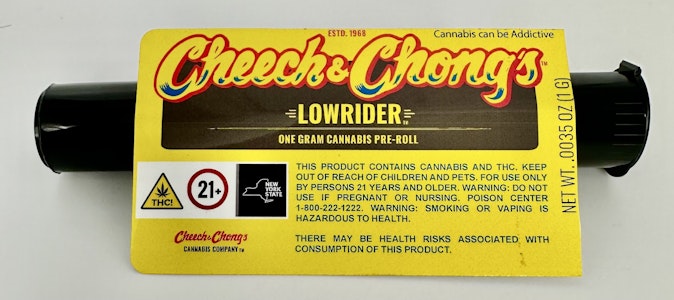 ESTD. 1968
Cannabis can be Addictive
Cheech & Chong's™
LOWRIDER™
ONE GRAM CANNABIS PRE-ROLL
THC!
21+
NEW
YORK
STATE
THIS PRODUCT CONTAINS CANNABIS AND THC. KEEP
OUT OF REACH OF CHILDREN AND PETS. FOR USE ONLY
BY PERSONS 21 YEARS AND OLDER. WARNING: DO NOT
USE IF PREGNANT OR NURSING. POISON CENTER
1-800-222-1222. WARNING: SMOKING OR VAPING IS
HAZARDOUS TO HEALTH.
THERE MAY BE HEALTH RISKS ASSOCIATED WITH
CONSUMPTION OF THIS PRODUCT.
Cheech & Chong's
CANNABIS COMPANY™
NET WT. .0035 OZ (1 G)